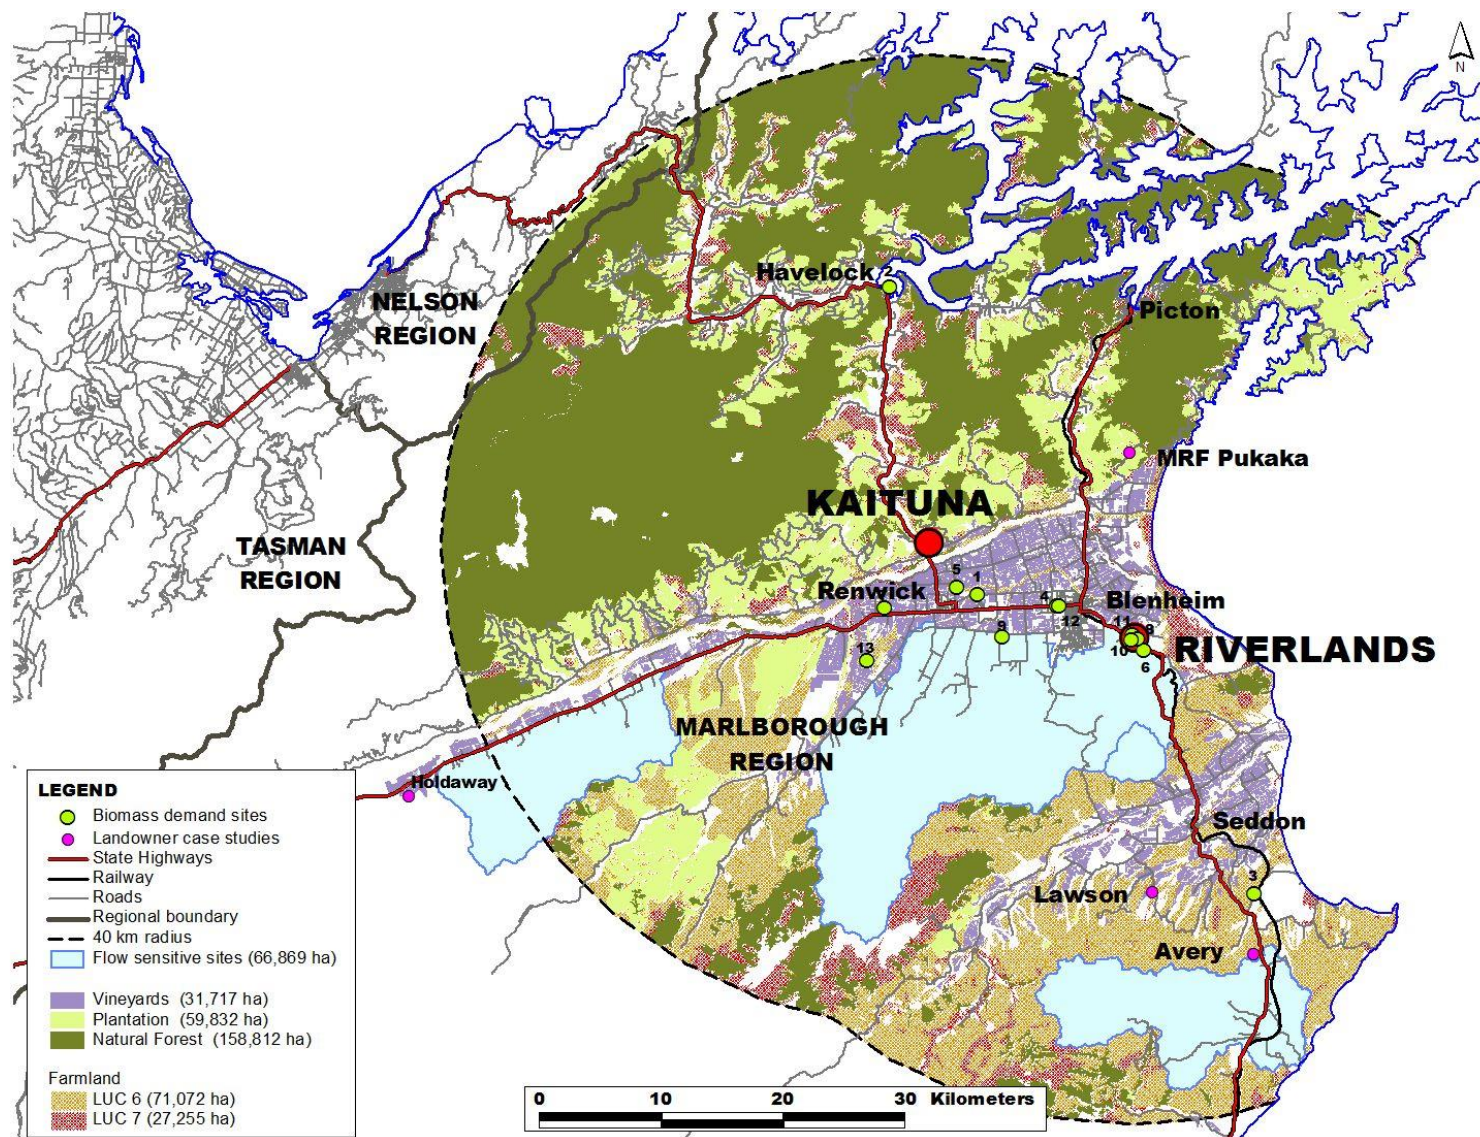 N
Havelock 2
NELSON
REGION
Picton
MRF Pukaka
KAITUNA
TASMAN
REGION
5
1
Renwick
4
Blenheim
12
11
8
9
10
RIVERLANDS
6
13
MARLBOROUGH
REGION
Holdaway
Seddon
3
Lawson
Avery
LEGEND
Biomass demand sites
Landowner case studies
State Highways
Railway
Roads
Regional boundary
40 km radius
Flow sensitive sites (66,869 ha)
Vineyards (31,717 ha)
Plantation (59,832 ha)
Natural Forest (158,812 ha)
Farmland
LUC 6 (71,072 ha)
LUC 7 (27,255 ha)
0 10 20 30 Kilometers